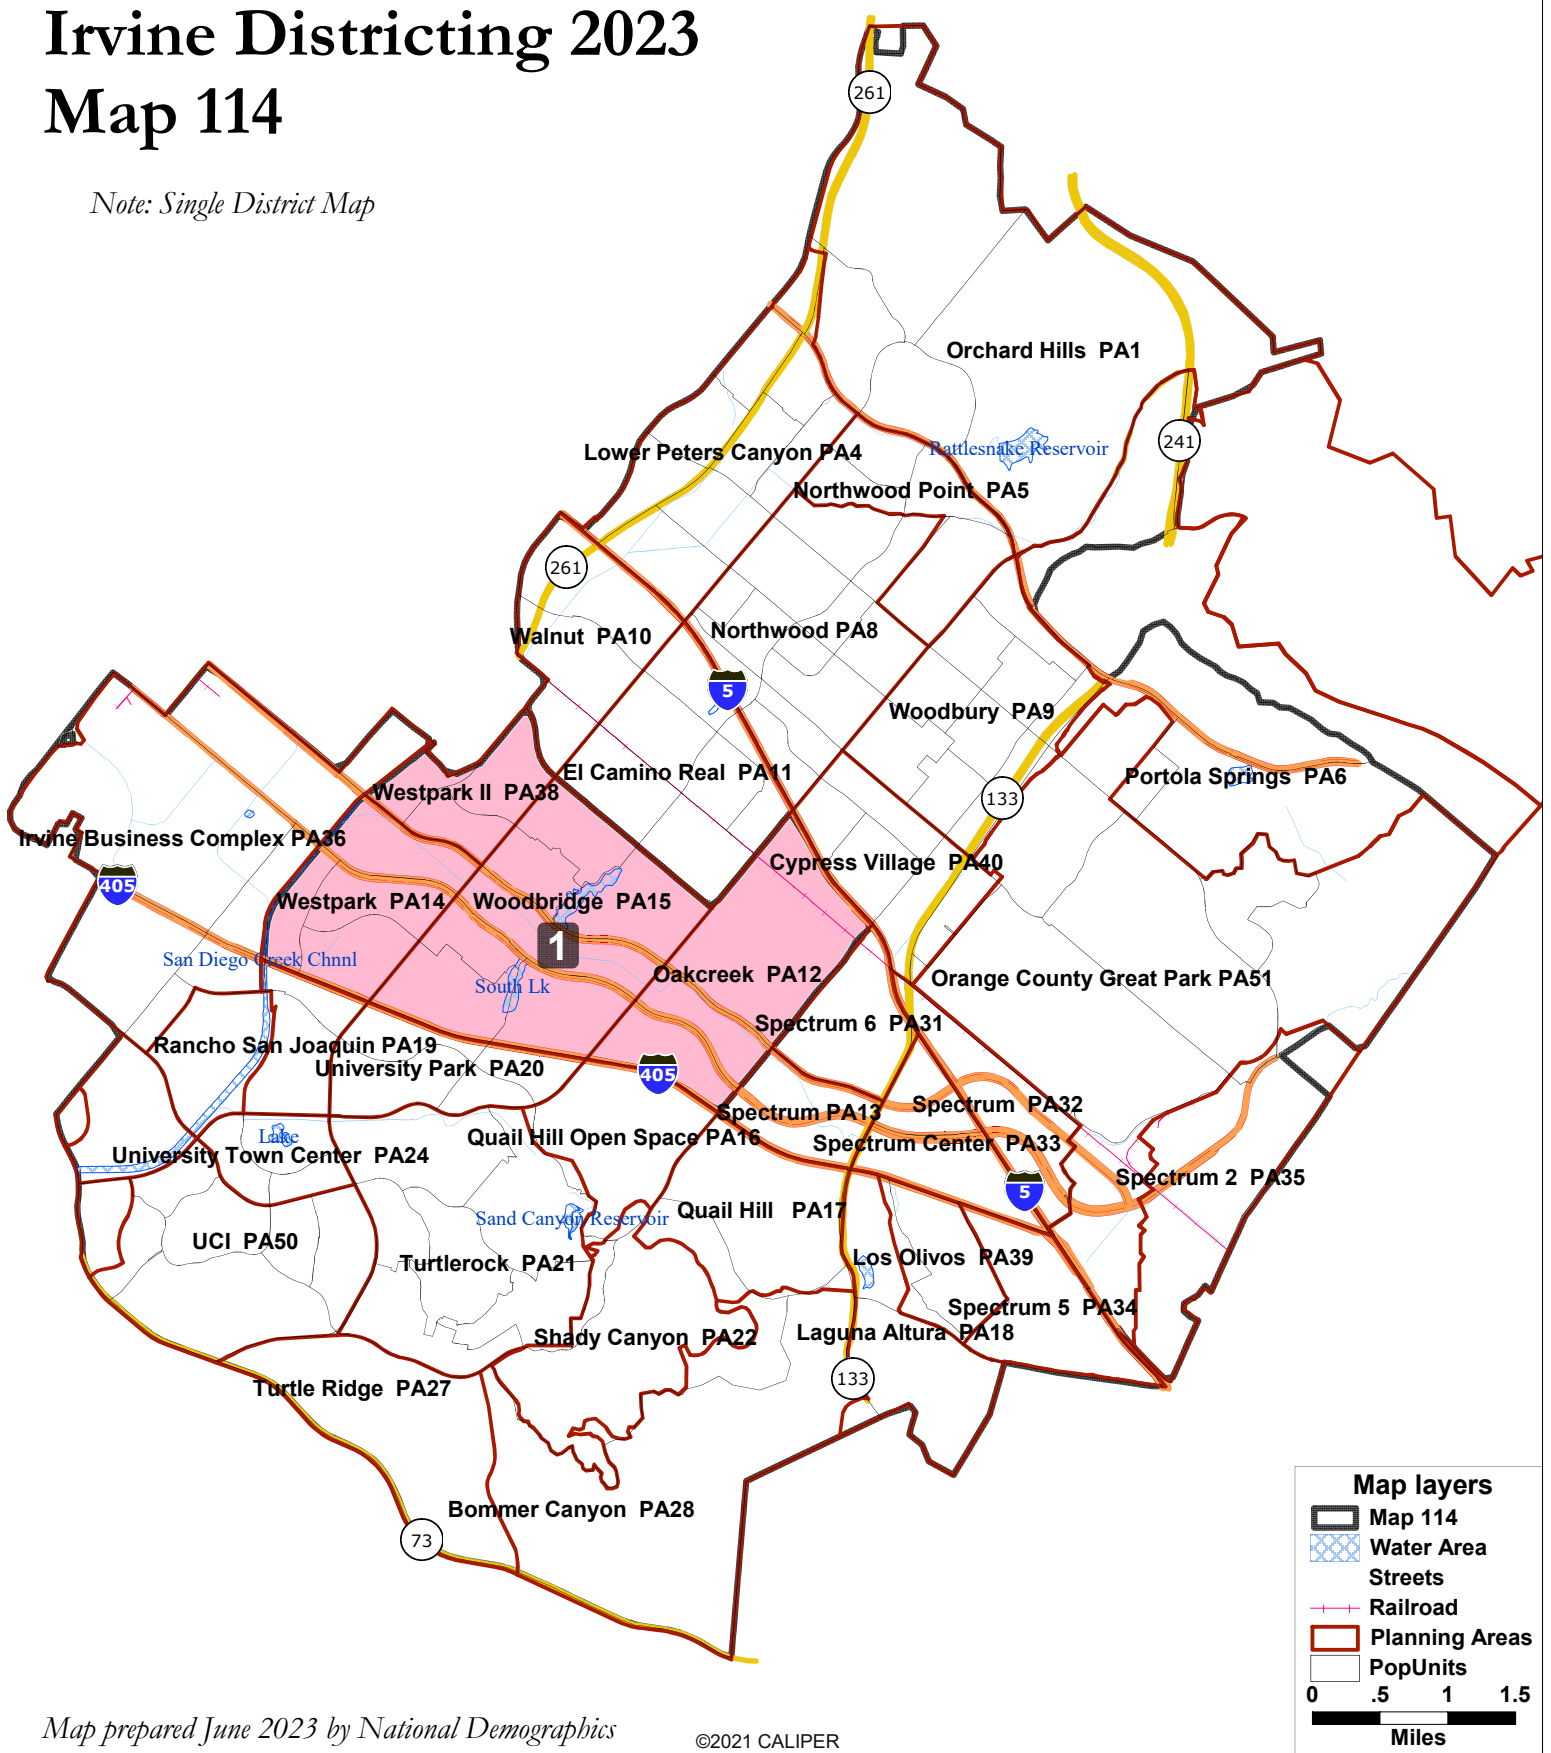 Irvine Districting 2023
Map 114
Note: Single District Map
261
Orchard Hills PA1
241
Rattlesnake Reservoir
Lower Peters Canyon PA4
Northwood Point PA5
261
Walnut PA10
Northwood PA8
5
Woodbury PA9
El Camino Real PA11
Portola Springs PA6
Westpark II PA38
133
Irvine Business Complex PA36
Cypress Village PA40
405
Westpark PA14
Woodbridge PA15
1
San Diego Creek Chnnl
Oakcreek PA12
Orange County Great Park PA51
South Lk
Spectrum 6 PA31
Rancho San Joaquin PA19
University Park PA20
405
Spectrum PA13
Spectrum PA32
Lake
Quail Hill Open Space PA16
Spectrum Center PA33
University Town Center PA24
Spectrum 2 PA35
5
Sand Canyon Reservoir
Quail Hill PA17
UCI PA50
Turtlerock PA21
Los Olivos PA39
Spectrum 5 PA34
Shady Canyon PA22
Laguna Altura PA18
133
Turtle Ridge PA27
Bommer Canyon PA28
73
Map layers
Map 114
Water Area
Streets
Railroad
Planning Areas
PopUnits
0 .5 1 1.5
Miles
Map prepared June 2023 by National Demographics
©2021 CALIPER